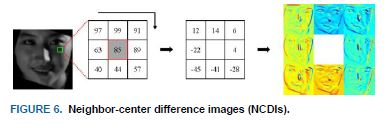 97 99 91 12 14 6
63 85 89 -22 4
40 44 57 -45 -41 -28
FIGURE 6. Neighbor-center difference images (NCDIs).